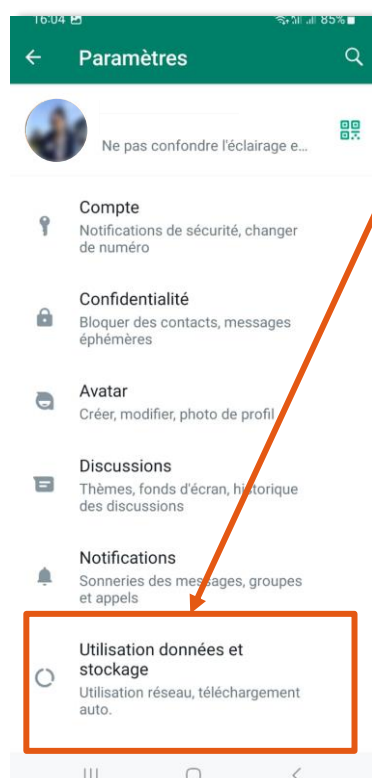 16:04 85%
Paramètres
Ne pas confondre l'éclairage e...
Compte
Notifications de sécurité, changer
de numéro
Confidentialité
Bloquer des contacts, messages
éphémères
Avatar
Créer, modifier, photo de profil
Discussions
Thèmes, fonds d'écran, historique
des discussions
Notifications
Sonneries des messages, groupes
et appels
Utilisation données et
stockage
Utilisation réseau, téléchargement
auto.